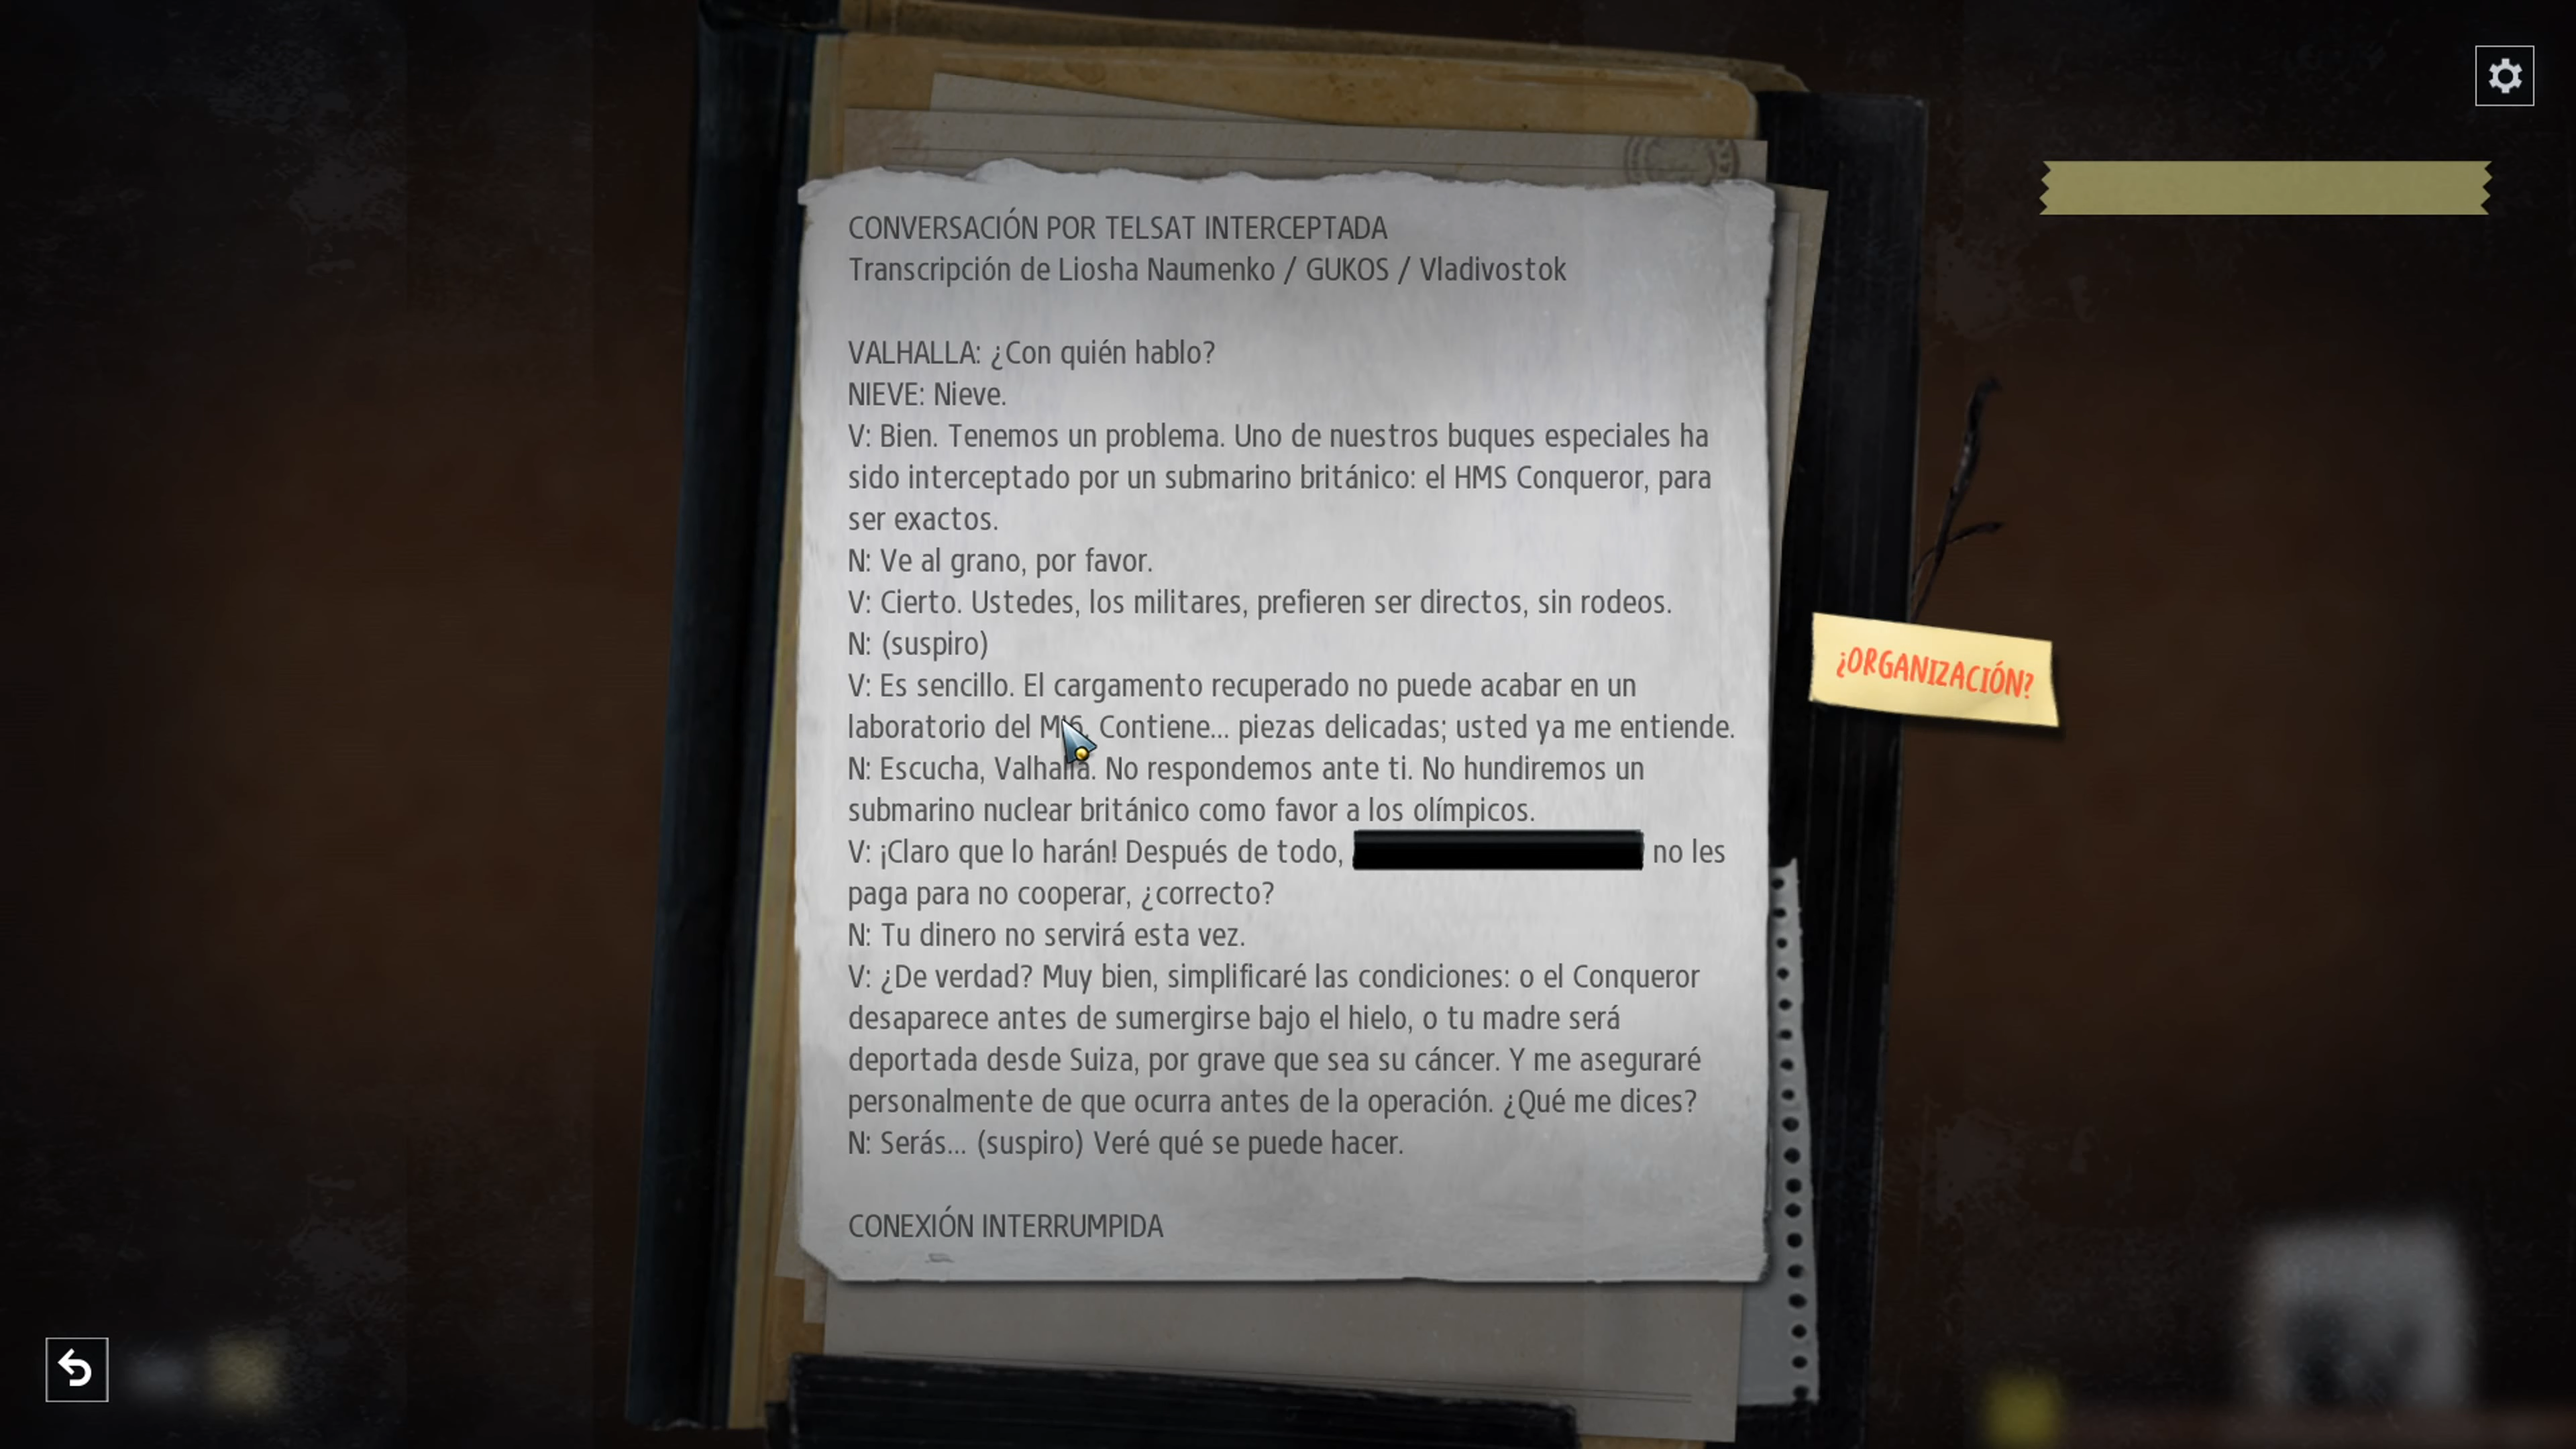 CONVERSACIÓN POR TELSAT INTERCEPTADA
Transcripción de Liosha Naumenko / GUKOS / Vladivostok
VALHALLA: ¿Con quién hablo?
NIEVE: Nieve.
V: Bien. Tenemos un problema. Uno de nuestros buques especiales ha
sido interceptado por un submarino británico: el HMS Conqueror, para
ser exactos.
N: Ve al grano, por favor.
V: Cierto. Ustedes, los militares, prefieren ser directos, sin rodeos.
N: (suspiro)
V: Es sencillo. El cargamento recuperado no puede acabar en un
laboratorio del MI6. Contiene... piezas delicadas; usted ya me entiende.
N: Escucha, Valhalla. No respondemos ante ti. No hundiremos un
submarino nuclear británico como favor a los olímpicos.
V: ¡Claro que lo harán! Después de todo, no les
paga para no cooperar, ¿correcto?
N: Tu dinero no servirá esta vez.
V: ¿De verdad? Muy bien, simplificaré las condiciones: o el Conqueror
desaparece antes de sumergirse bajo el hielo, o tu madre será
deportada desde Suiza, por grave que sea su cáncer. Y me aseguraré
personalmente de que ocurra antes de la operación. ¿Qué me dices?
N: Serás... (suspiro) Veré qué se puede hacer.
CONEXIÓN INTERRUMPIDA
¿ORGANIZACIÓN?